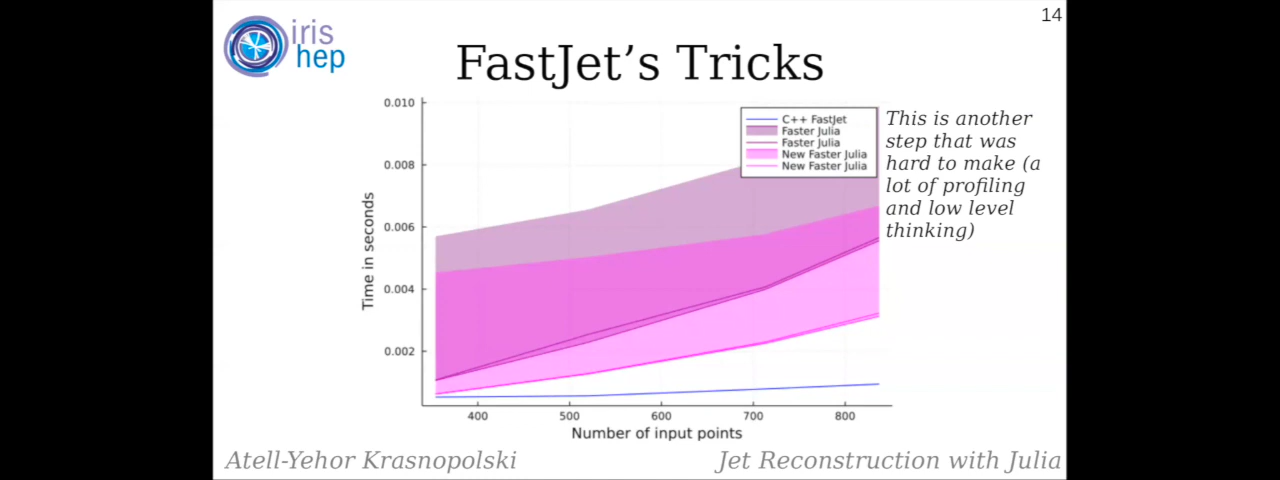 14
iris
hep
FastJet's Tricks
0.010
0.008
0.006
0.004
0.002
Time in seconds
400
500
600
700
800
Number of input points
C++ FastJet
Faster Julia
Faster Julia
New Faster Julia
New Faster Julia
This is another
step that was
hard to make (a
lot of profiling
and low level
thinking)
Atell-Yehor Krasnopolski
Jet Reconstruction with Julia